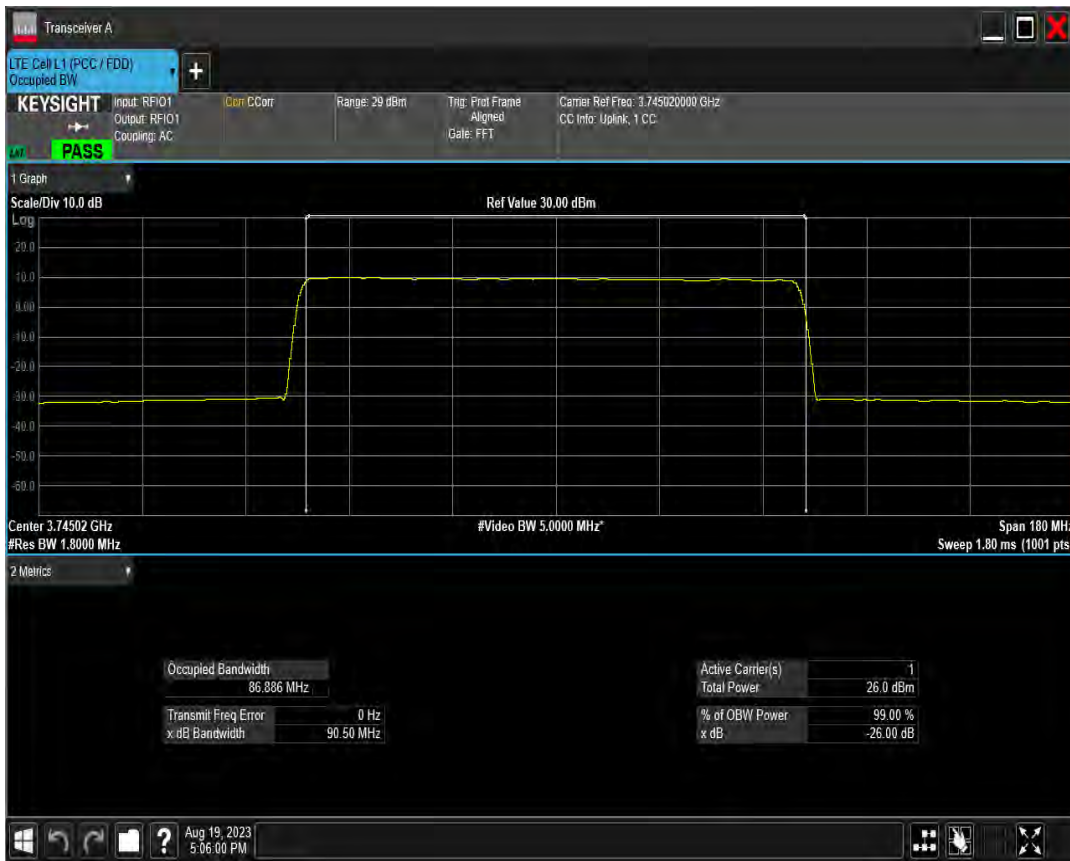 Transceiver A
LTE Cell L1 (PCC / FDD)
Occupied BW
+
KEYSIGHT
PASS
Input: RFIO1
Output: RFIO1
Coupling: AC
Corr CCorr
Range: 29 dBm
Trig: Prot Frame
Aligned
Gate: FFT
Carrier Ref Freq: 3.745020000 GHz
CC Info: Uplink, 1 CC
1 Graph
Scale/Div 10.0 dB
Ref Value 30.00 dBm
Log
20.0
10.0
0.00
-10.0
-20.0
-30.0
-40.0
-50.0
-60.0
Center 3.74502 GHz
#Video BW 5.0000 MHz*
Span 180 MHz
#Res BW 1.8000 MHz
Sweep 1.80 ms (1001 pts
2 Metrics
Occupied Bandwidth
86.886 MHz
Transmit Freq Error 0 Hz
x dB Bandwidth 90.50 MHz
Active Carrier(s) 1
Total Power 26.0 dBm
% of OBW Power 99.00 %
x dB -26.00 dB
?
Aug 19, 2023
5:06:00 PM